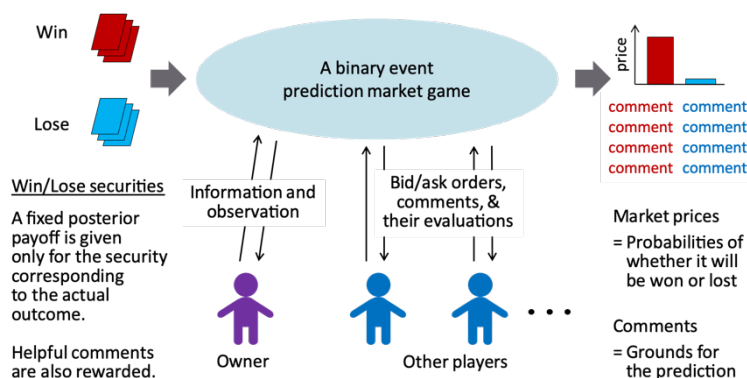 Win
Lose
Win/Lose securities
A fixed posterior
payoff is given
only for the security
corresponding
to the actual
outcome.
Helpful comments
are also rewarded.
A binary event
prediction market game
Information and
observation
Bid/ask orders,
comments, &
their evaluations
Owner
Other players
price
comment comment
comment comment
comment comment
comment comment
Market prices
= Probabilities of
whether it will
be won or lost
Comments
= Grounds for
the prediction